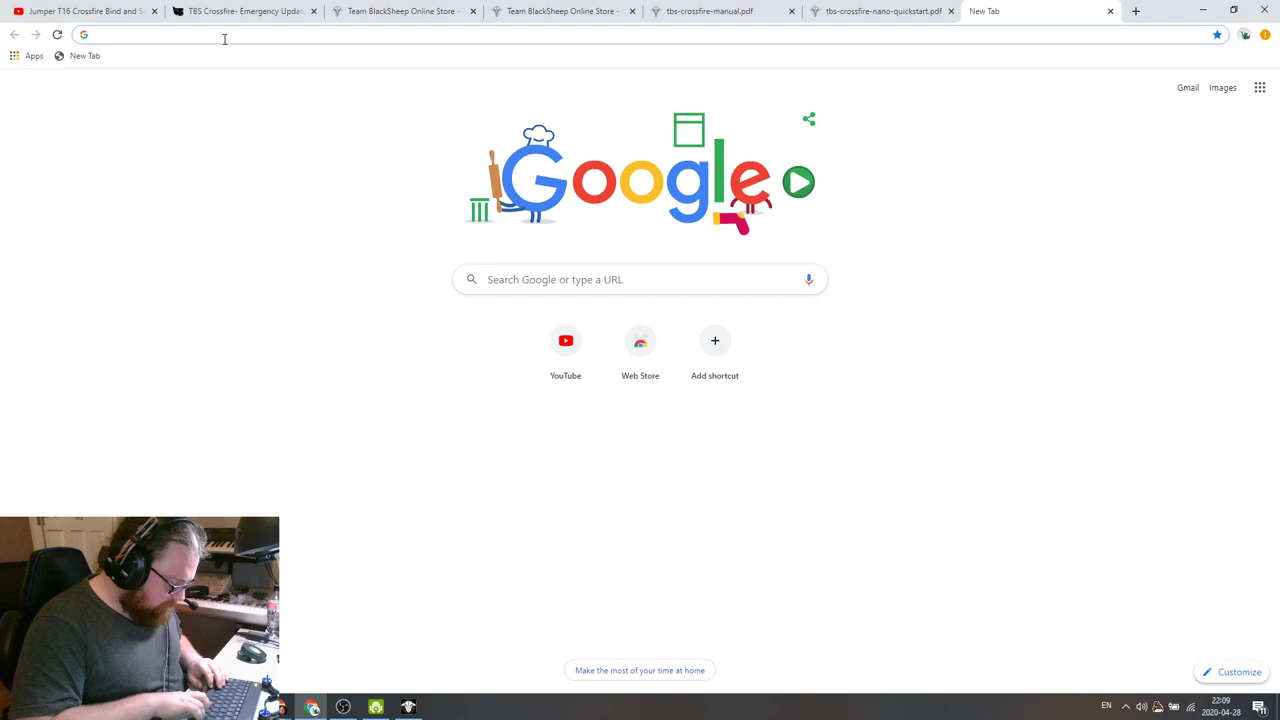 Jumper T16 Crossfire Bind and S
TBS Crossfire- Emergency Update
Team BlackSheep Online Store -
Team BlackSheep Online Store -
tbs-crossfire-manual.pdf
tbs-crossfire-nano-quickstart.pdf
New Tab
Apps
New Tab
Gmail
Images
Google
Search Google or type a URL
YouTube
Web Store
Add shortcut
Make the most of your time at home
Customize
EN
22:09
2020-04-28